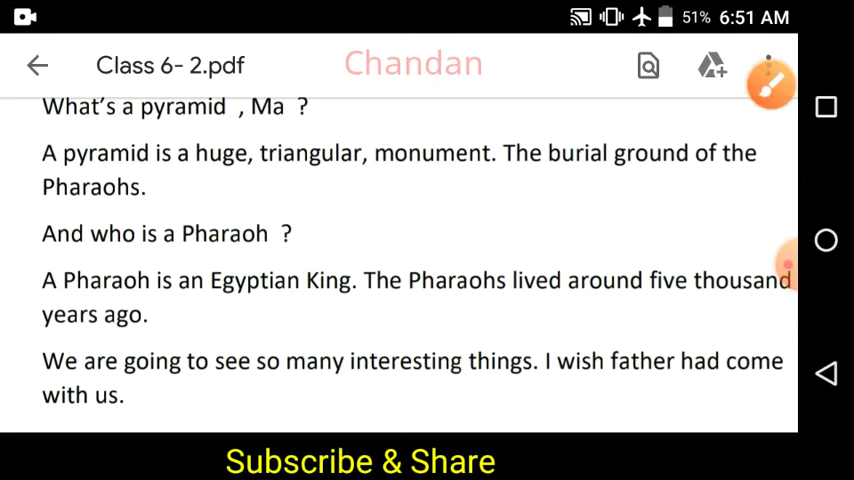 51% 6:51 AM
Class 6- 2.pdf
Chandan
What's a pyramid , Ma ?
A pyramid is a huge, triangular, monument. The burial ground of the
Pharaohs.
And who is a Pharaoh ?
A Pharaoh is an Egyptian King. The Pharaohs lived around five thousand
years ago.
We are going to see so many interesting things. I wish father had come
with us.
Subscribe & Share